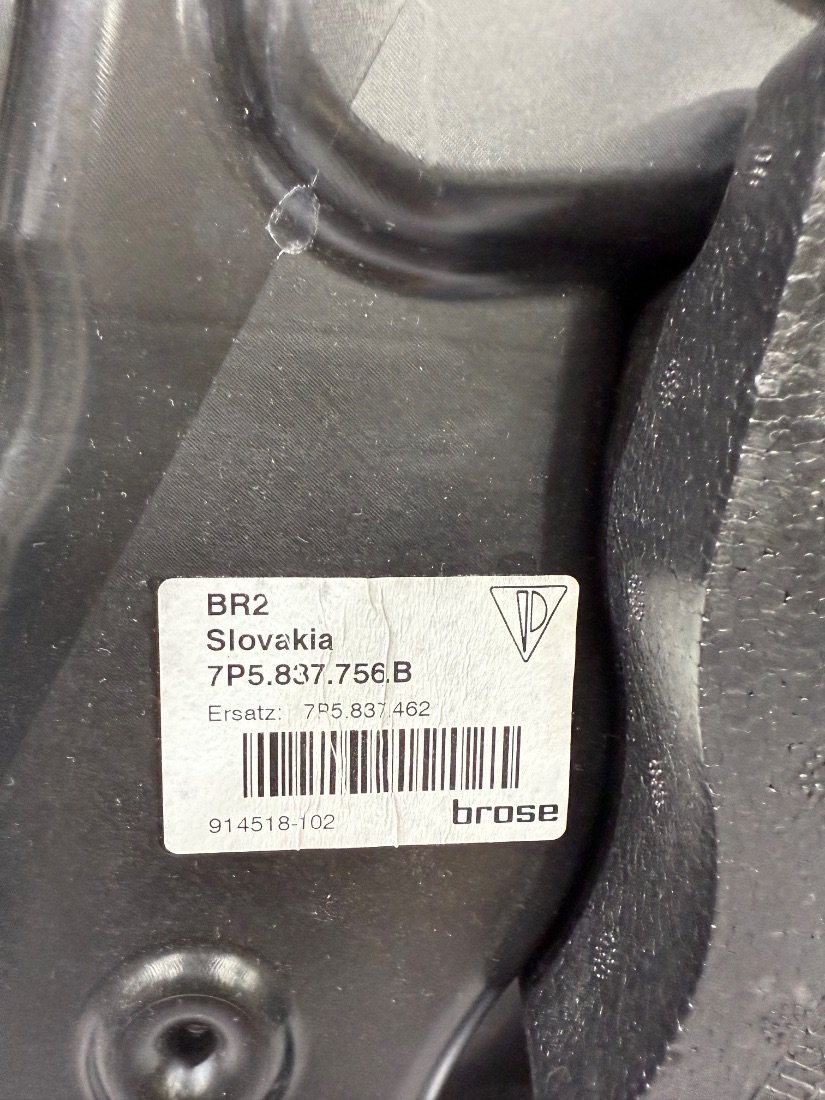 BR2
Slovakia
7P5.837.756.B
Ersatz: 7P5.837.462
914518-102
brose